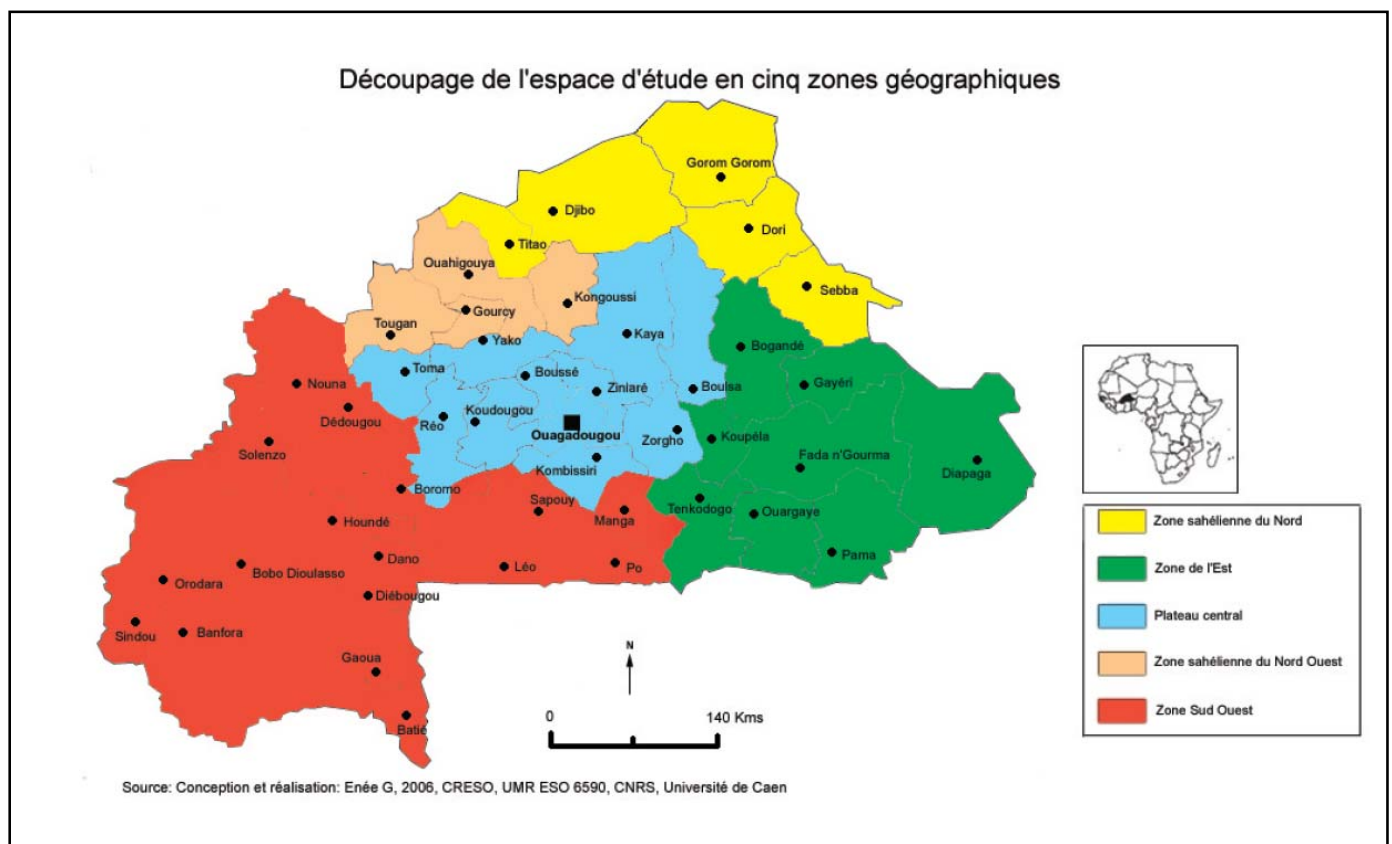 Découpage de l'espace d'étude en cinq zones géographiques
Gorom Gorom
Djibo
Dori
Titao
Ouahigouya
Sebba
Kongoussi
Gourcy
Tougan
Yako
Kaya
Bogandé
Toma
Boussé
Nouna
Ziniaré
Boulsa
Gayéri
Dédougou
Koudougou
Réo
Ouagadougou
Zorgho
Koupéla
Solenzo
Kombissiri
Fada n'Gourma
Diapaga
Boromo
Sapouy
Tenkodogo
Houndé
Manga
Ouargaye
Dano
Pama
Bobo Dioulasso
Léo
Po
Orodara
Diébougou
Sindou
Banfora
Gaoua
Batié
N
0
140 Kms
Zone sahélienne du Nord
Zone de l'Est
Plateau central
Zone sahélienne du Nord Ouest
Zone Sud Ouest
Source: Conception et réalisation: Enée G, 2006, CRESO, UMR ESO 6590, CNRS, Université de Caen